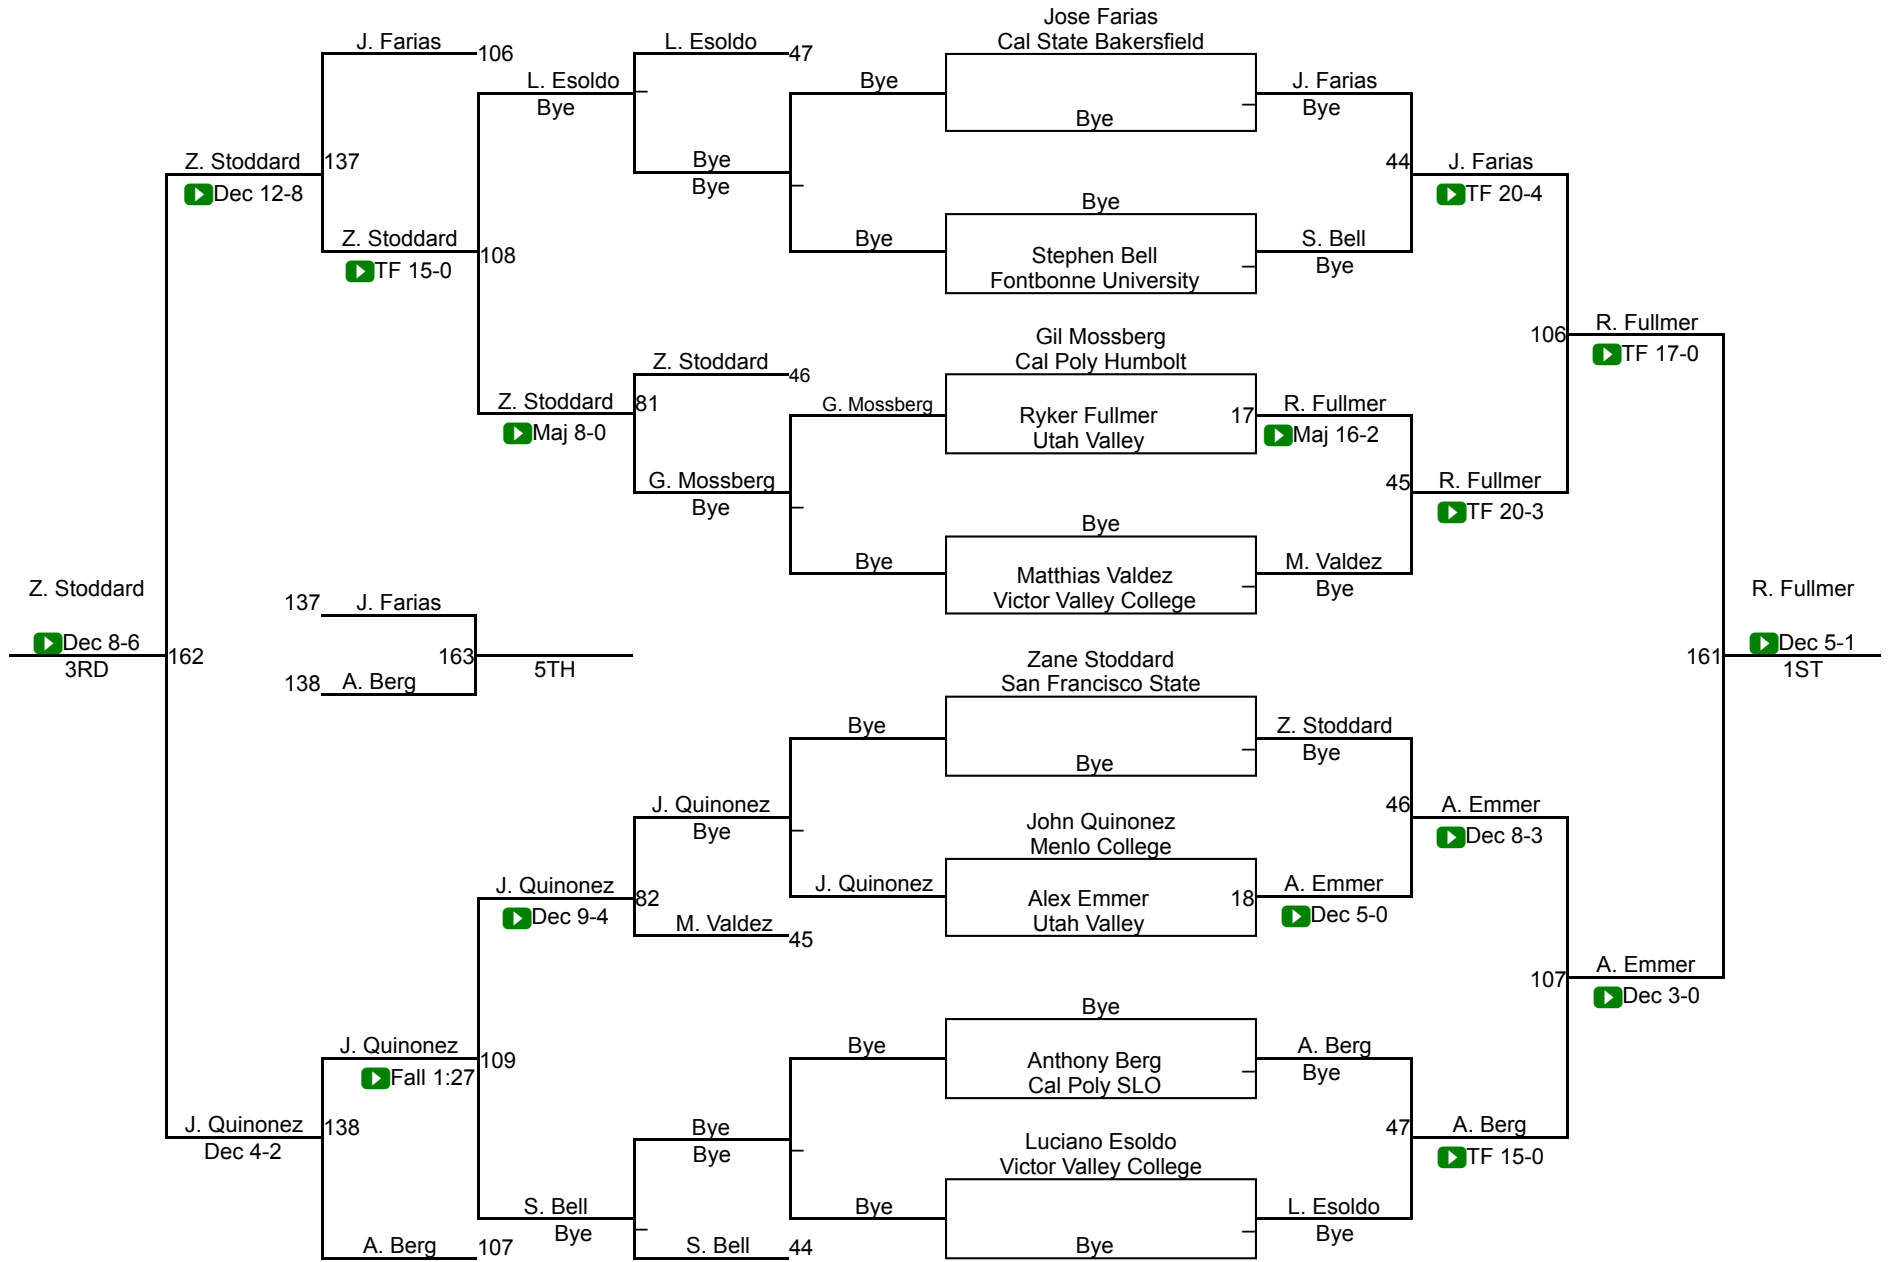 Jose Farias
J. Farias
L. Esoldo
Cal State Bakersfield
106
47
L. Esoldo
Bye
J. Farias
Bye
Bye
Bye
Z. Stoddard
137
Bye
44
J. Farias
Dec 12-8
Bye
TF 20-4
Bye
Z. Stoddard
Bye
S. Bell
108
Stephen Bell
TF 15-0
Fontbonne University
Bye
Gil Mossberg
R. Fullmer
Z. Stoddard
Cal Poly Humbolt
106
TF 17-0
46
Z. Stoddard
81
G. Mossberg
Ryker Fullmer
17
R. Fullmer
Maj 8-0
Utah Valley
Maj 16-2
G. Mossberg
45
R. Fullmer
Bye
TF 20-3
Bye
Bye
M. Valdez
Matthias Valdez
Bye
Z. Stoddard
R. Fullmer
137
J. Farias
Victor Valley College
Dec 8-6
162
163
161
Dec 5-1
3RD
5TH
Zane Stoddard
1ST
138
A. Berg
San Francisco State
Bye
Z. Stoddard
Bye
Bye
J. Quinonez
46
A. Emmer
Bye
John Quinonez
Dec 8-3
Menlo College
J. Quinonez
J. Quinonez
A. Emmer
82
Alex Emmer
18
Dec 9-4
Utah Valley
Dec 5-0
M. Valdez
45
107
A. Emmer
Bye
Dec 3-0
J. Quinonez
Bye
A. Berg
109
Anthony Berg
Fall 1:27
Cal Poly SLO
Bye
J. Quinonez
138
Bye
47
A. Berg
Dec 4-2
Bye
Luciano Esoldo
TF 15-0
Victor Valley College
S. Bell
Bye
L. Esoldo
Bye
Bye
A. Berg
107
S. Bell
44
Bye